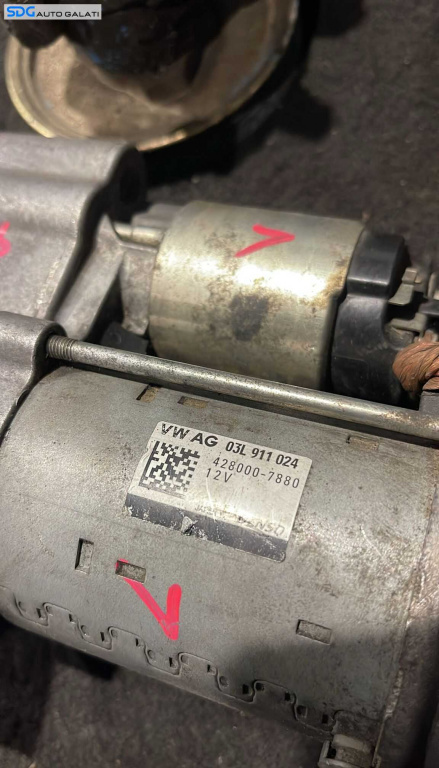 SDG AUTO GALATI
VW AG 03L 911 024
428000-7880
12V
DENSO